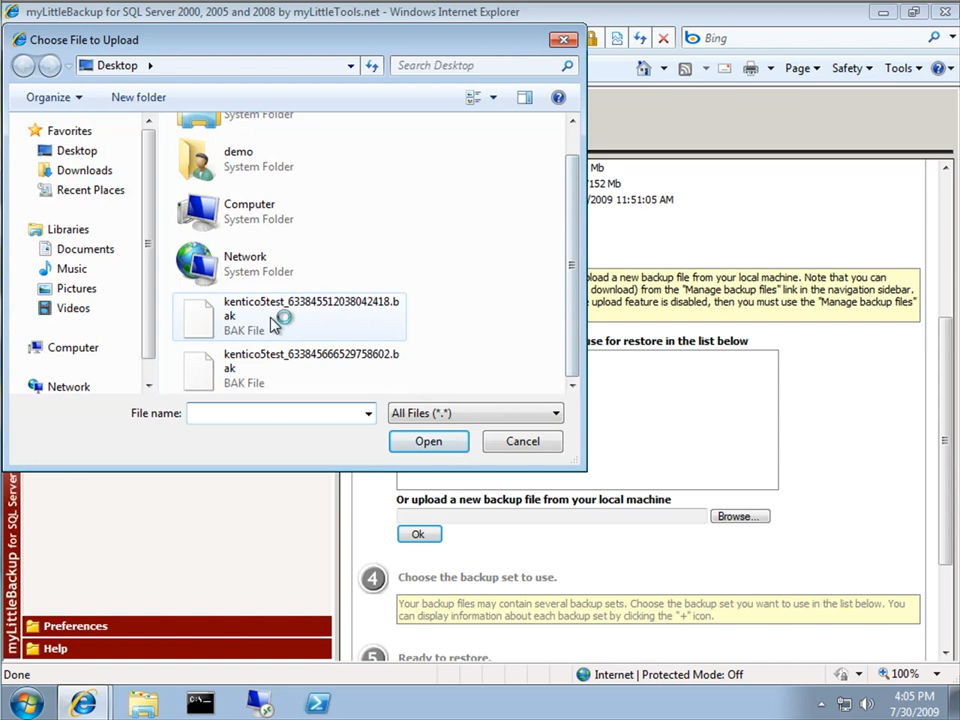 myLittleBackup for SQL Server 2000, 2005 and 2008 by myLittleTools.net - Windows Internet Explorer
Choose File to Upload
Bing
Desktop
Search Desktop
Page Safety Tools
Organize
New folder
System Folder
Favorites
demo
Desktop
System Folder
Mb
Downloads
/152 Mb
Recent Places
Computer
/2009 11:51:05 AM
System Folder
Libraries
Documents
Network
Music
System Folder
pload a new backup file from your local machine. Note that you can
Pictures
download) from the "Manage backup files" link in the navigation sidebar.
Videos
kentico5test_633845512038042418.b
upload feature is disabled, then you must use the "Manage backup files"
ak
BAK File
Computer
use for restore in the list below
kentico5test_633845666529758602.b
ak
Network
BAK File
File name:
All Files (*.*)
Open
Cancel
myLittleBackup for SQL Server
Or upload a new backup file from your local machine
Browse...
Ok
4
Choose the backup set to use.
Your backup files may contain several backup sets. Choose the backup set you want to use in the list below. You
can display information about each backup set by clicking the "+" icon.
Preferences
Help
5
Ready to restore.
Done
Internet | Protected Mode: Off
100%
4:05 PM
7/30/2009